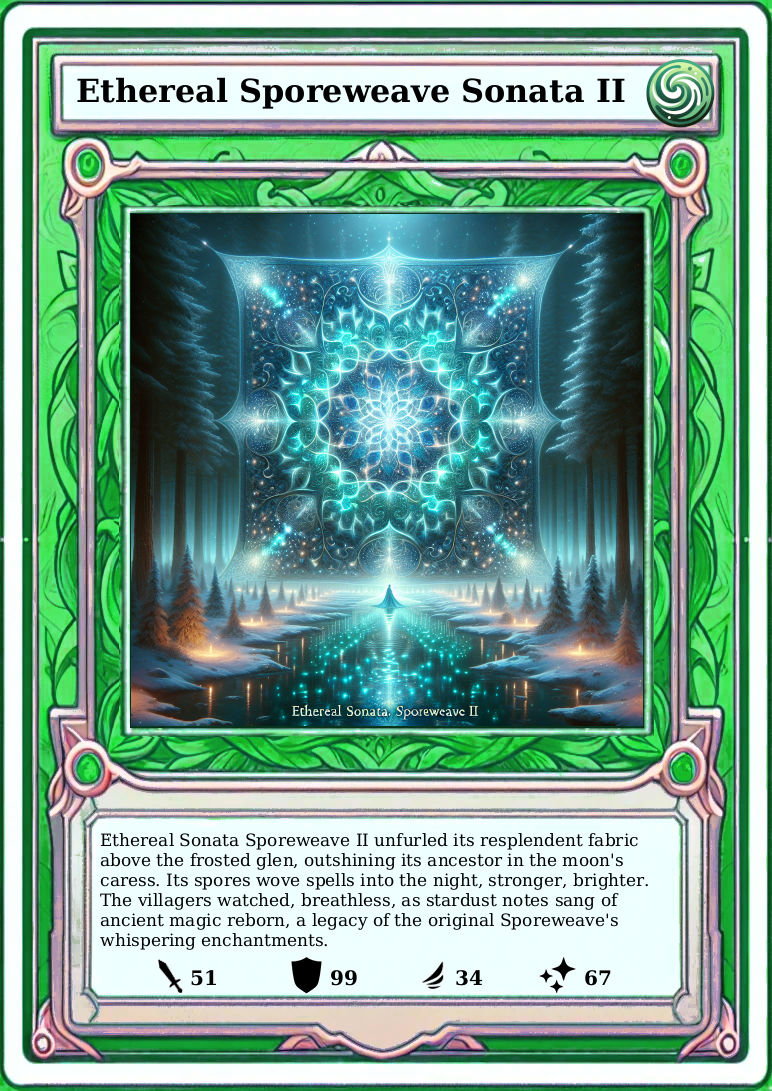 Ethereal Sporeweave Sonata II
Ethereal Sonata. Sporeweave II
Ethereal Sonata Sporeweave II unfurled its resplendent fabric
above the frosted glen, outshining its ancestor in the moon's
caress. Its spores wove spells into the night, stronger, brighter.
The villagers watched, breathless, as stardust notes sang of
ancient magic reborn, a legacy of the original Sporeweave's
whispering enchantments.
51 99 34 67